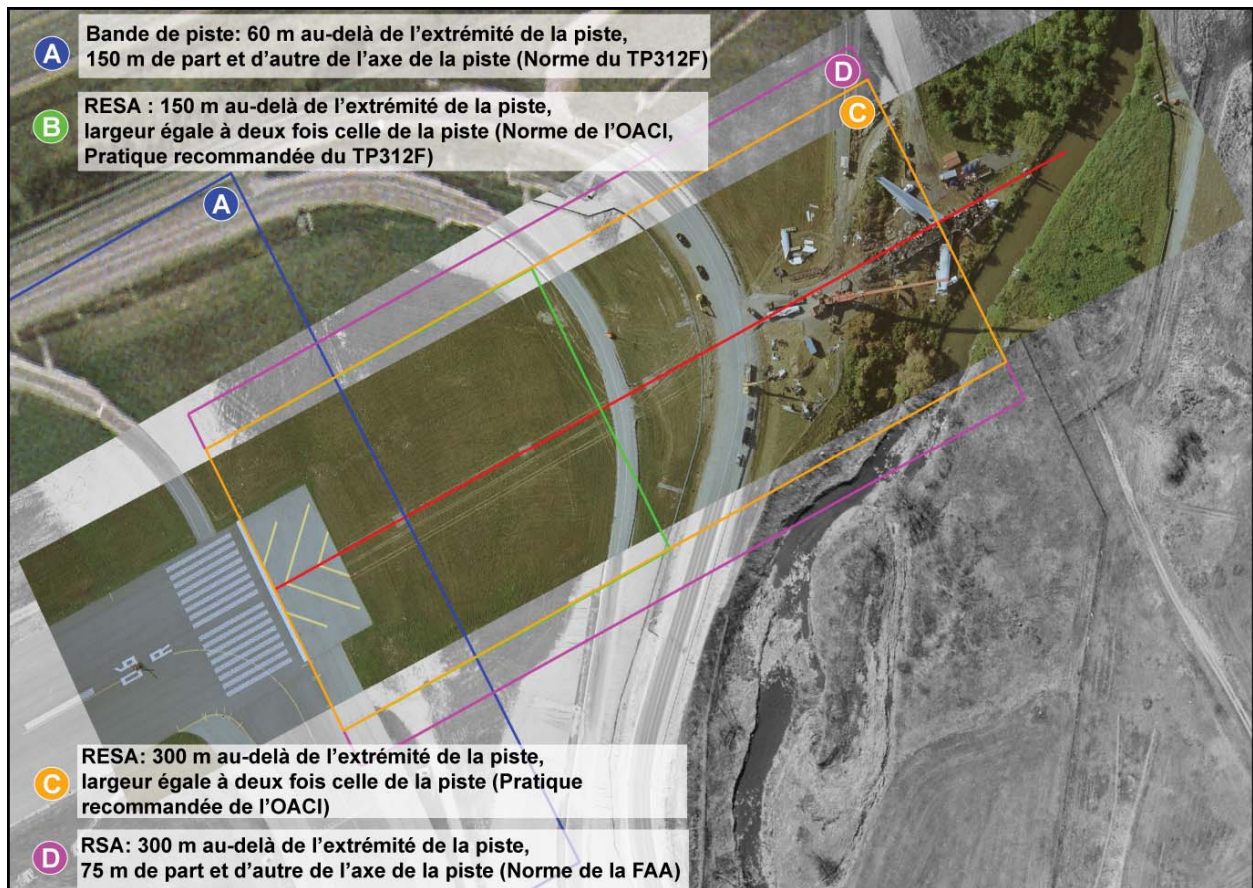 A
Bande de piste: 60 m au-delà de l'extrémité de la piste,
150 m de part et d'autre de l'axe de la piste (Norme du TP312F)
B
RESA : 150 m au-delà de l'extrémité de la piste,
largeur égale à deux fois celle de la piste (Norme de l'OACI,
Pratique recommandée du TP312F)
D
C
A
C
RESA: 300 m au-delà de l'extrémité de la piste,
largeur égale à deux fois celle de la piste (Pratique
recommandée de l'OACI)
D
RSA: 300 m au-delà de l'extrémité de la piste,
75 m de part et d'autre de l'axe de la piste (Norme de la FAA)